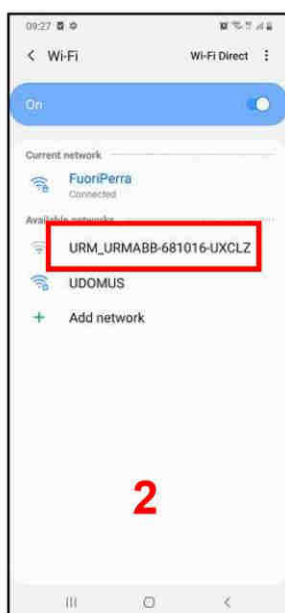 09:27
Wi-Fi
Wi-Fi Direct
On
Current network
FuoriPerra
Connected
Available networks
URM_URMABB-681016-UXCLZ
UDOMUS
+ Add network
2